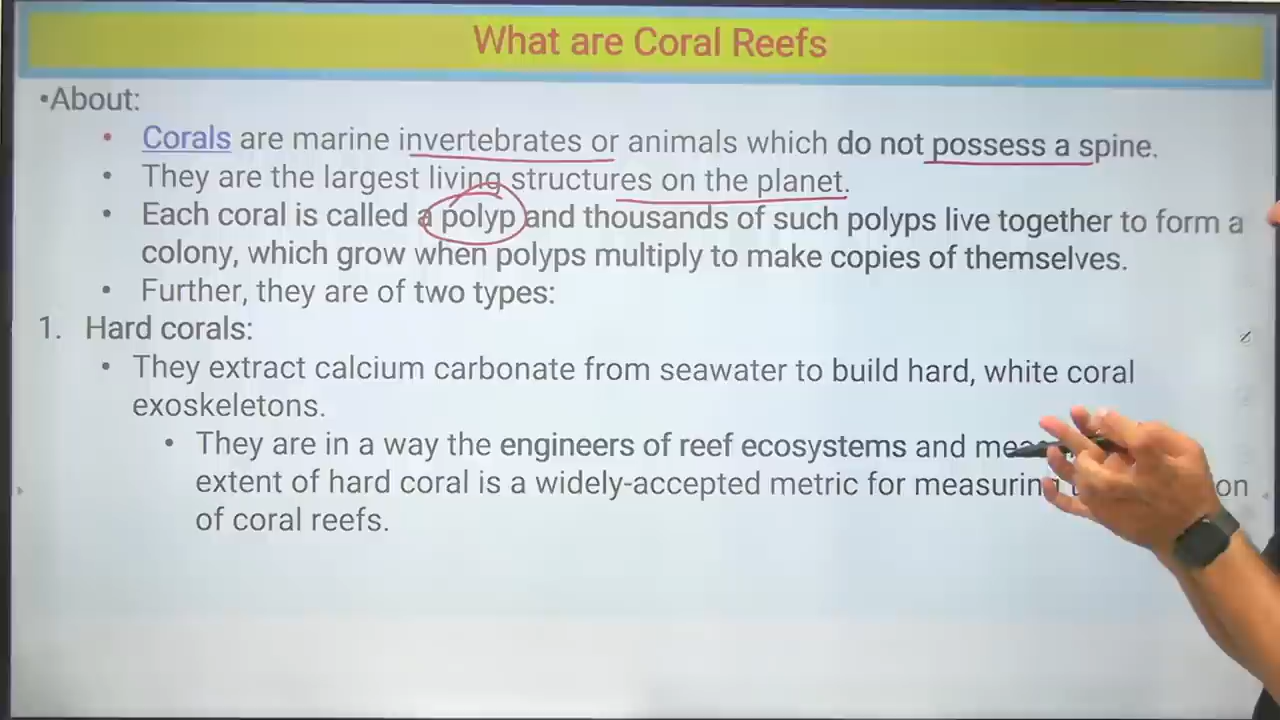 What are Coral Reefs
•About:
• Corals are marine invertebrates or animals which do not possess a spine.
• They are the largest living structures on the planet.
• Each coral is called a polyp and thousands of such polyps live together to form a
colony, which grow when polyps multiply to make copies of themselves.
• Further, they are of two types:
1. Hard corals:
• They extract calcium carbonate from seawater to build hard, white coral
exoskeletons.
• They are in a way the engineers of reef ecosystems and
extent of hard coral is a widely-accepted metric for measuring
of coral reefs.